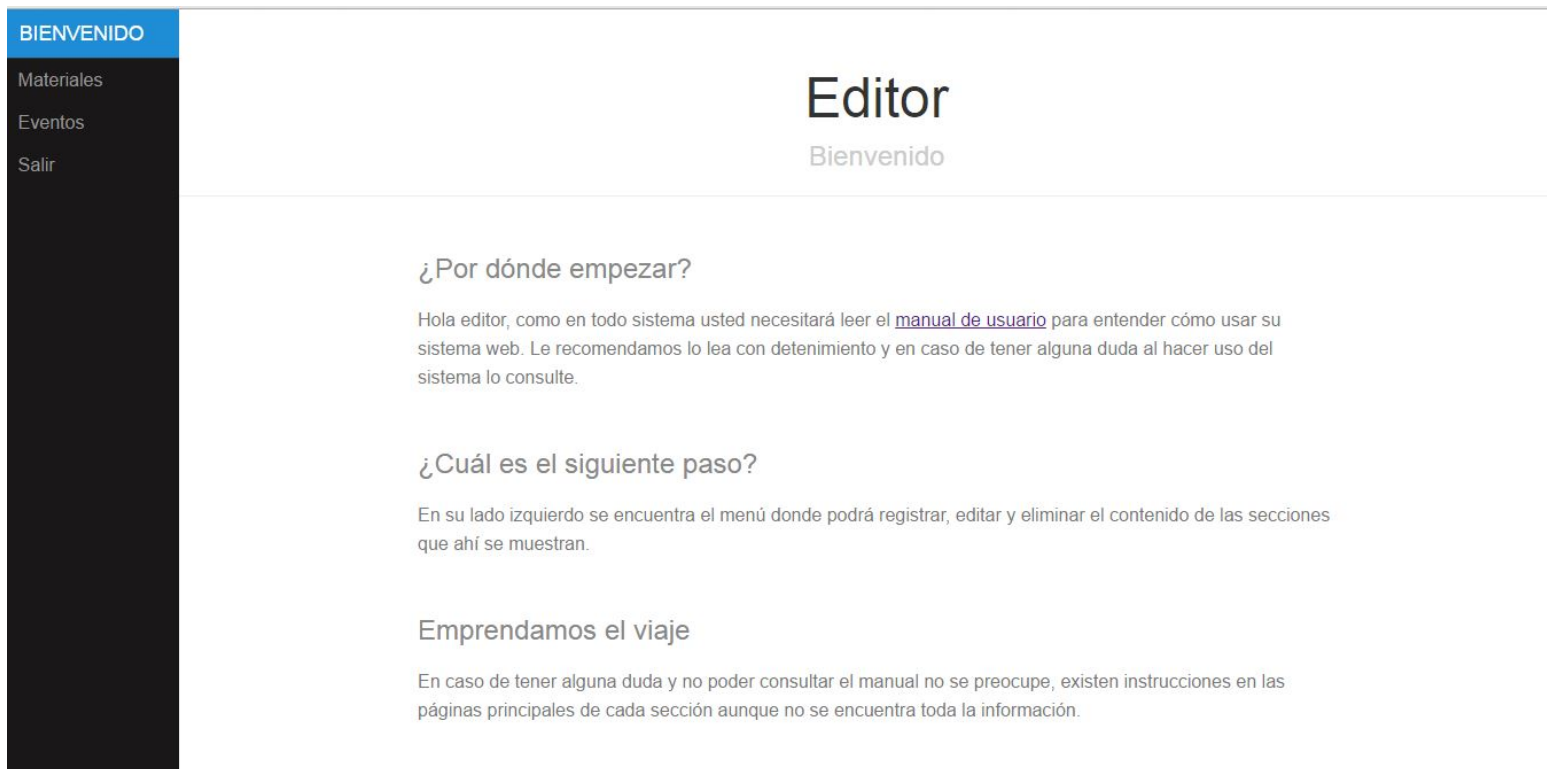 BIENVENIDO
Materiales
Eventos
Salir
Editor
Bienvenido
¿Por dónde empezar?
Hola editor, como en todo sistema usted necesitará leer el manual de usuario para entender cómo usar su
sistema web. Le recomendamos lo lea con detenimiento y en caso de tener alguna duda al hacer uso del
sistema lo consulte.
¿Cuál es el siguiente paso?
En su lado izquierdo se encuentra el menú donde podrá registrar, editar y eliminar el contenido de las secciones
que ahí se muestran.
Emprendamos el viaje
En caso de tener alguna duda y no poder consultar el manual no se preocupe, existen instrucciones en las
páginas principales de cada sección aunque no se encuentra toda la información.